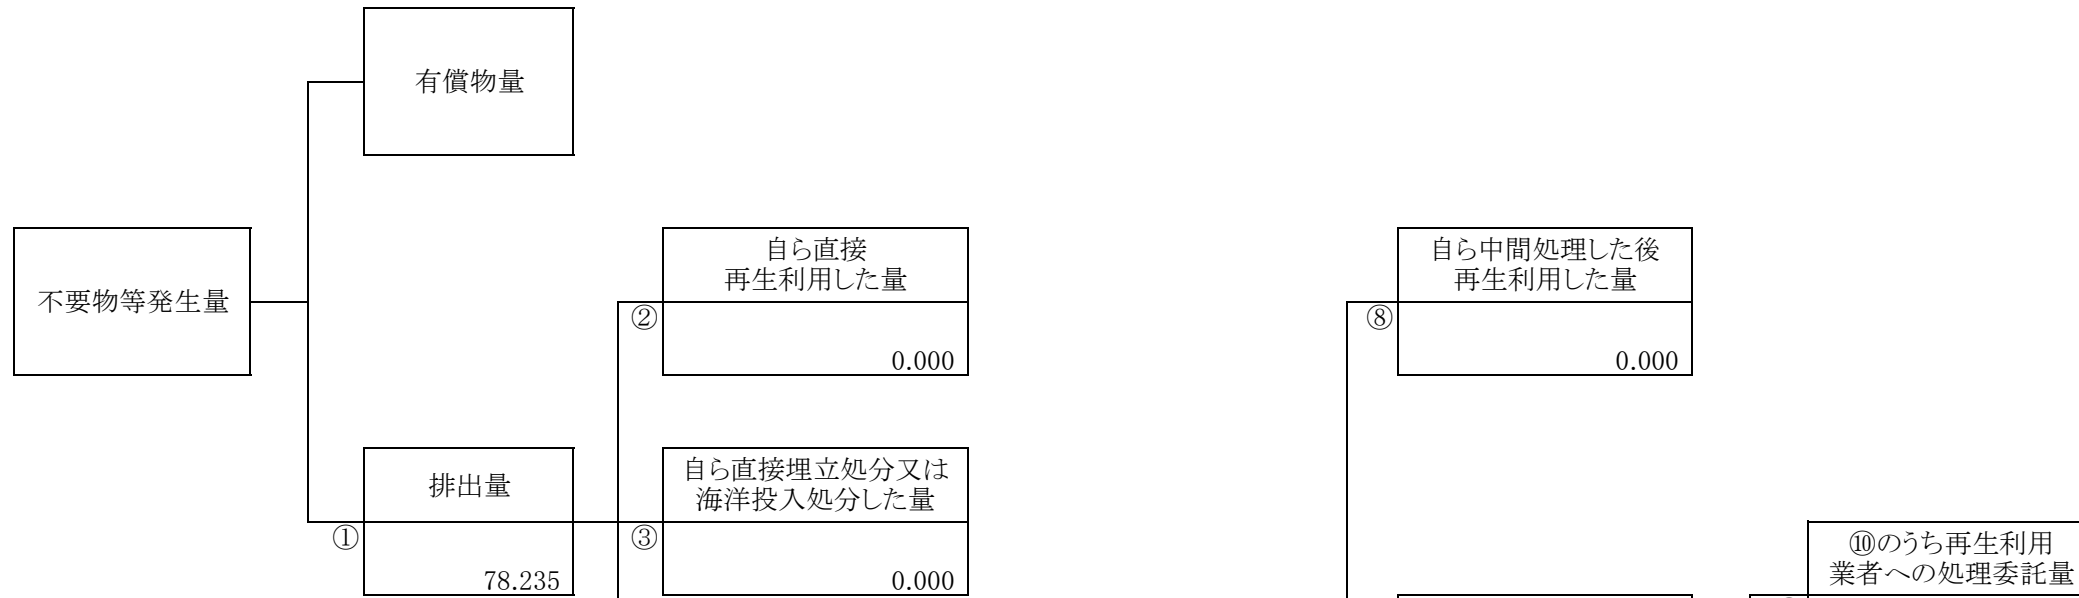 有償物量
不要物等発生量
自ら直接
再生利用した量
②
0.000
自ら中間処理した後
再生利用した量
⑧
0.000
排出量
①
78.235
自ら直接埋立処分又は
海洋投入処分した量
③
0.000
⑩のうち再生利用
業者への処理委託量